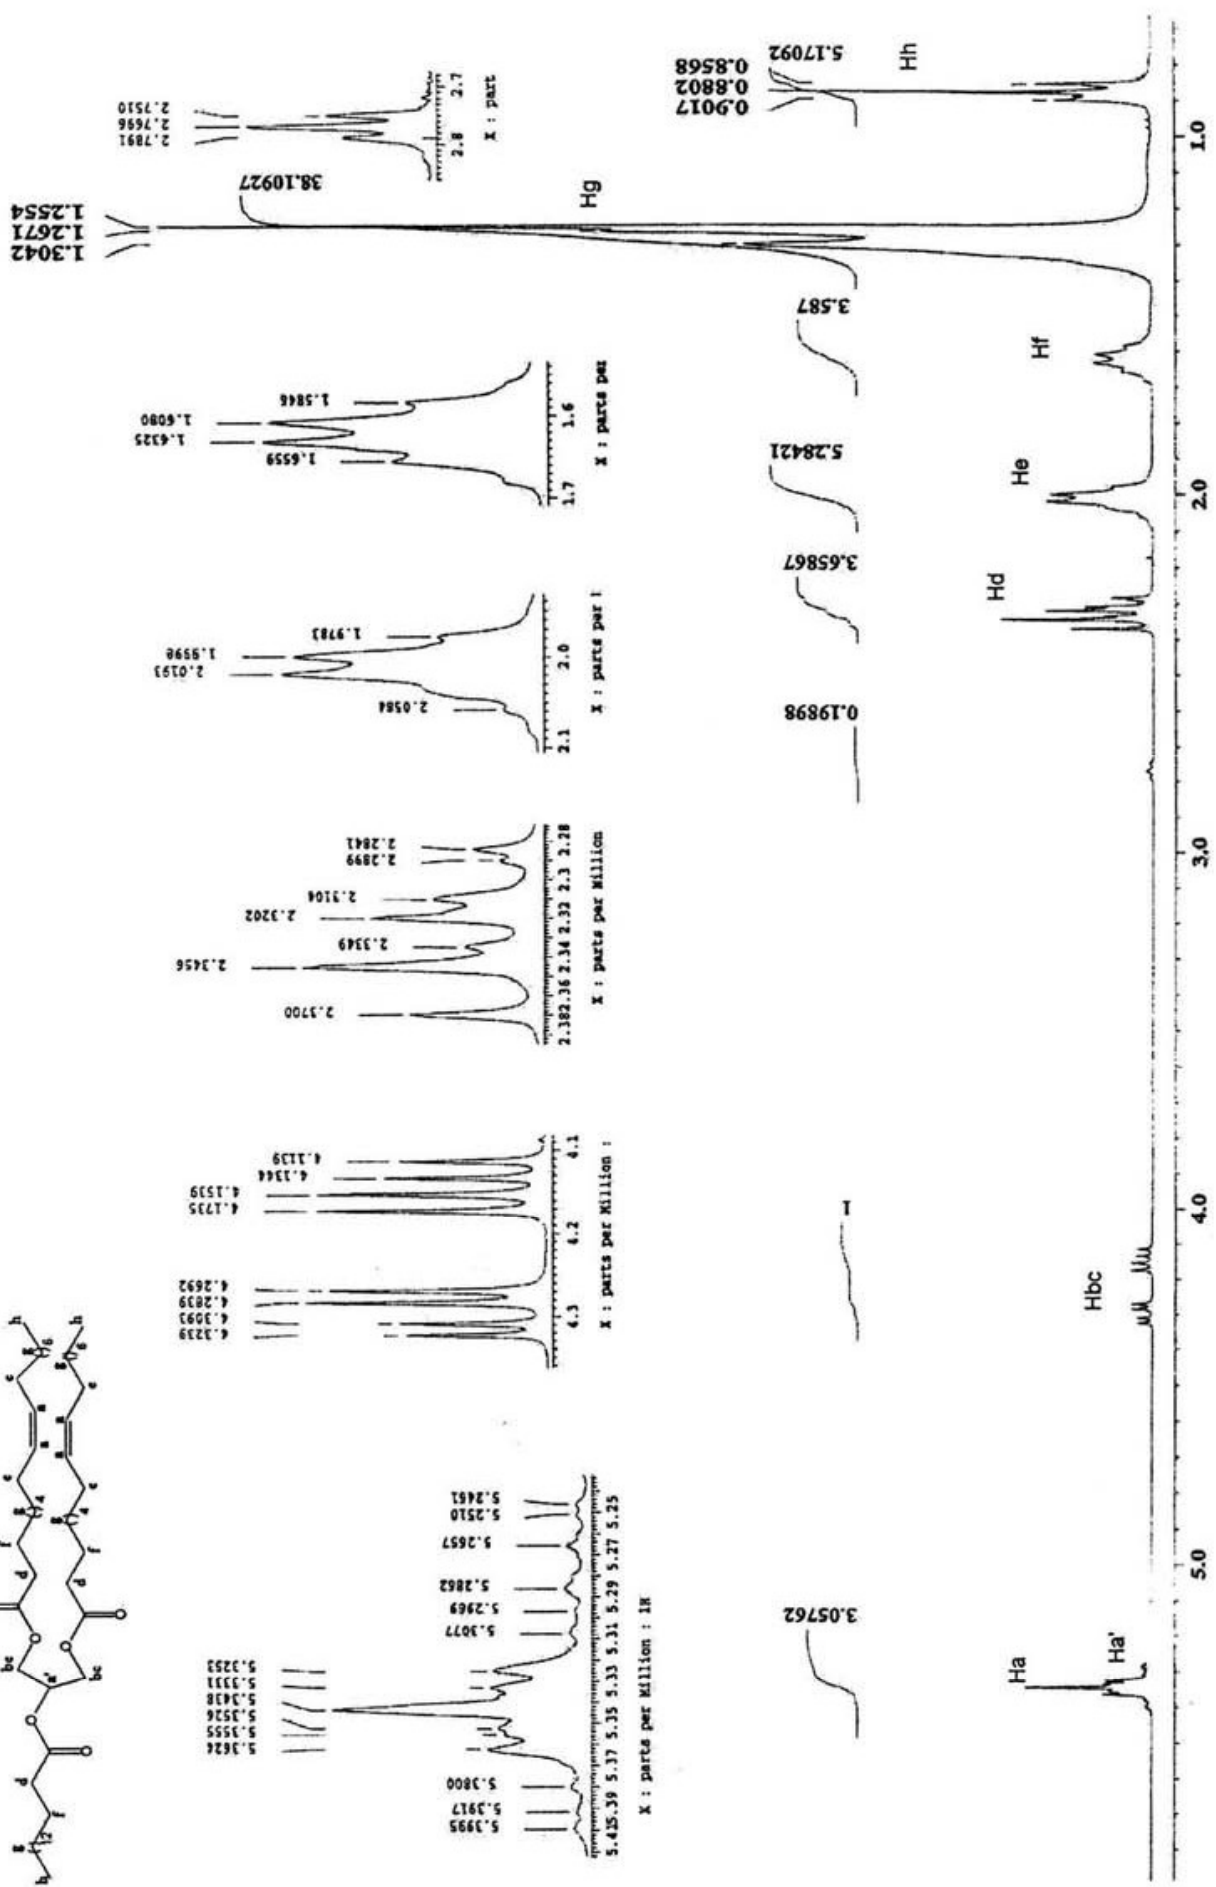 h
h
g
6
g
6
e
e
a
a
a
a
e
e
g
4
g
4
f
f
d
d
O
O
O
bc
bc
a'
O
O
d
f
g
12
h
5.3995
5.3917
5.3800
5.3624
5.3555
5.3526
5.3438
5.3331
5.3253
5.3077
5.2969
5.2862
5.2657
5.2510
5.2461
5.41 5.39 5.37 5.35 5.33 5.31 5.29 5.27 5.25
X : parts per Million : 1H
4.3239
4.3093
4.2839
4.2692
4.1735
4.1539
4.1344
4.1139
4.3 4.2 4.1
X : parts per Million :
2.3700
2.3456
2.3349
2.3202
2.3104
2.2899
2.2841
2.38 2.36 2.34 2.32 2.3 2.28
X : parts per Million
2.0584
2.0193
1.9998
1.9783
2.1 2.0
X : parts per
1.6559
1.6325
1.6080
1.5846
1.7 1.6
X : parts per
1.3042
1.2671
1.2554
2.7891
2.7696
2.7510
2.8 2.7
X : part
3.05762
1
0.19898
3.65867
5.28421
3.587
38.10927
0.9017
0.8802
0.8568
5.17092
Ha
Ha'
Hbc
Hd
He
Hf
Hg
Hh
5.0 4.0 3.0 2.0 1.0